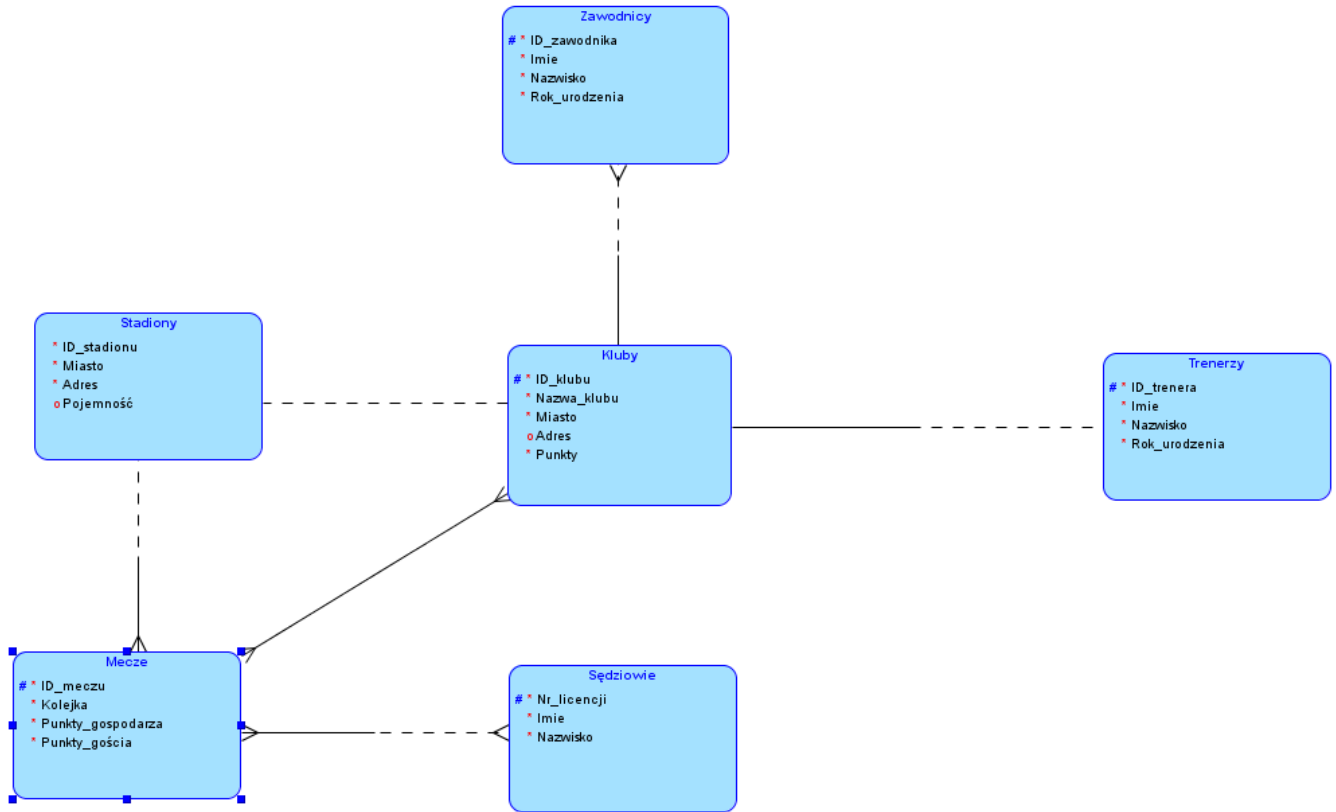 Zawodnicy
# * ID_zawodnika
* Imie
* Nazwisko
* Rok_urodzenia
Stadiony
* ID_stadionu
* Miasto
* Adres
o Pojemność
Kluby
# * ID_klubu
* Nazwa_klubu
* Miasto
o Adres
* Punkty
Trenerzy
# * ID_trenera
* Imie
* Nazwisko
* Rok_urodzenia
Mecze
# * ID_meczu
* Kolejka
* Punkty_gospodarza
* Punkty_gościa
Sędziowie
# * Nr_licencji
* Imie
* Nazwisko